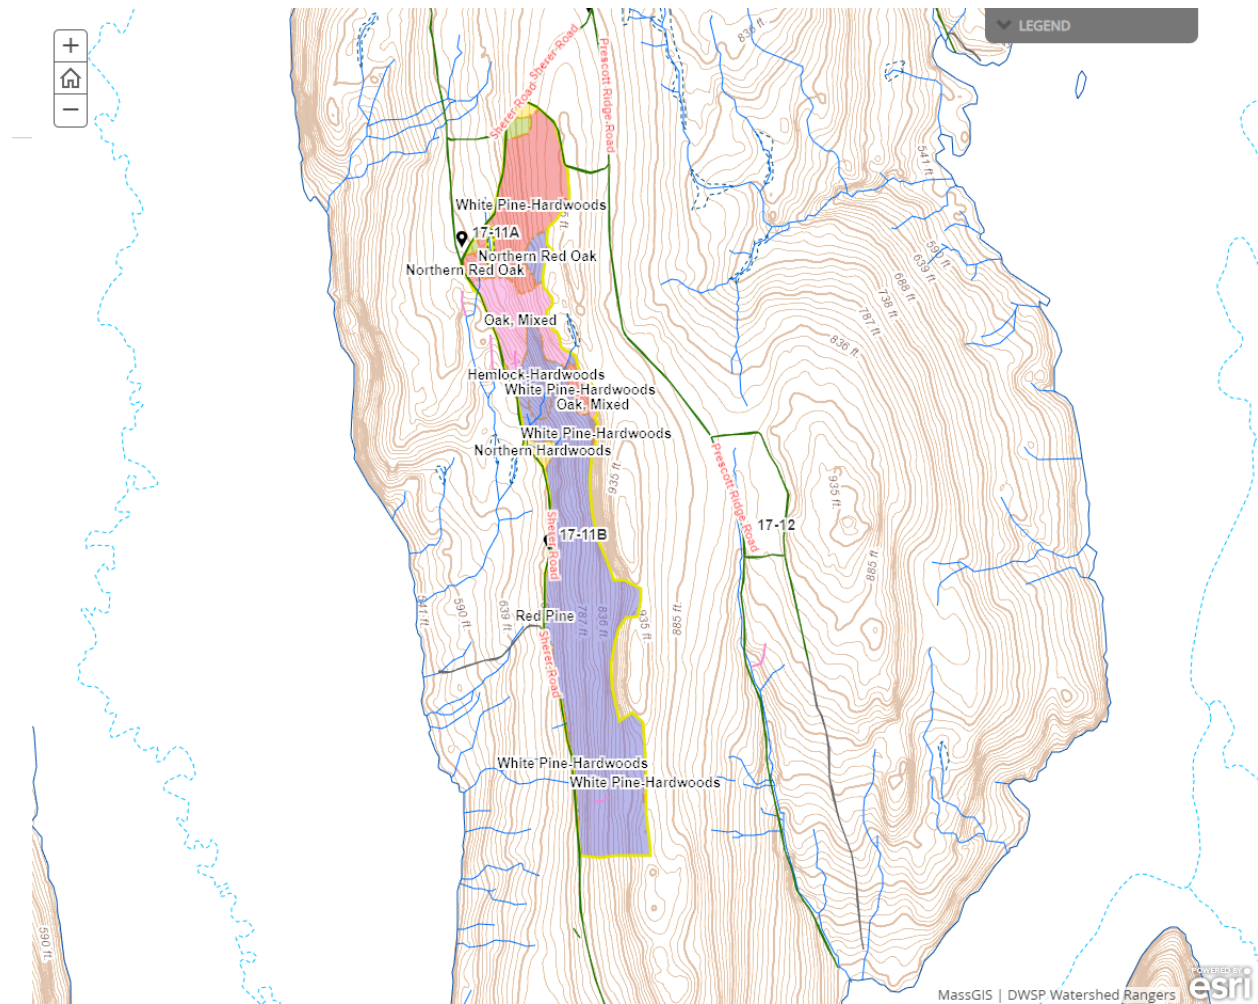 LEGEND
+
−
836 ft.
Sherer Road
Sherer Road
Prescott Ridge Road
541 ft
White Pine-Hardwoods
17-11A
Northern Red Oak
Northern Red Oak
590 ft
639 ft
688 ft
738 ft
787 ft
836 ft.
Oak, Mixed
Hemlock-Hardwoods
White Pine-Hardwoods
Oak, Mixed
White Pine-Hardwoods
Northern Hardwoods
935 ft
Prescott Ridge Road
935 ft.
17-12
Sherer Road
17-11B
885 ft.
541 ft
590 ft.
639 ft
Red Pine
787 ft
836 ft
935 ft
885 ft.
Sherer Road
White Pine-Hardwoods
White Pine-Hardwoods
590 ft.
POWERED BY
esri
MassGIS | DWSP Watershed Rangers